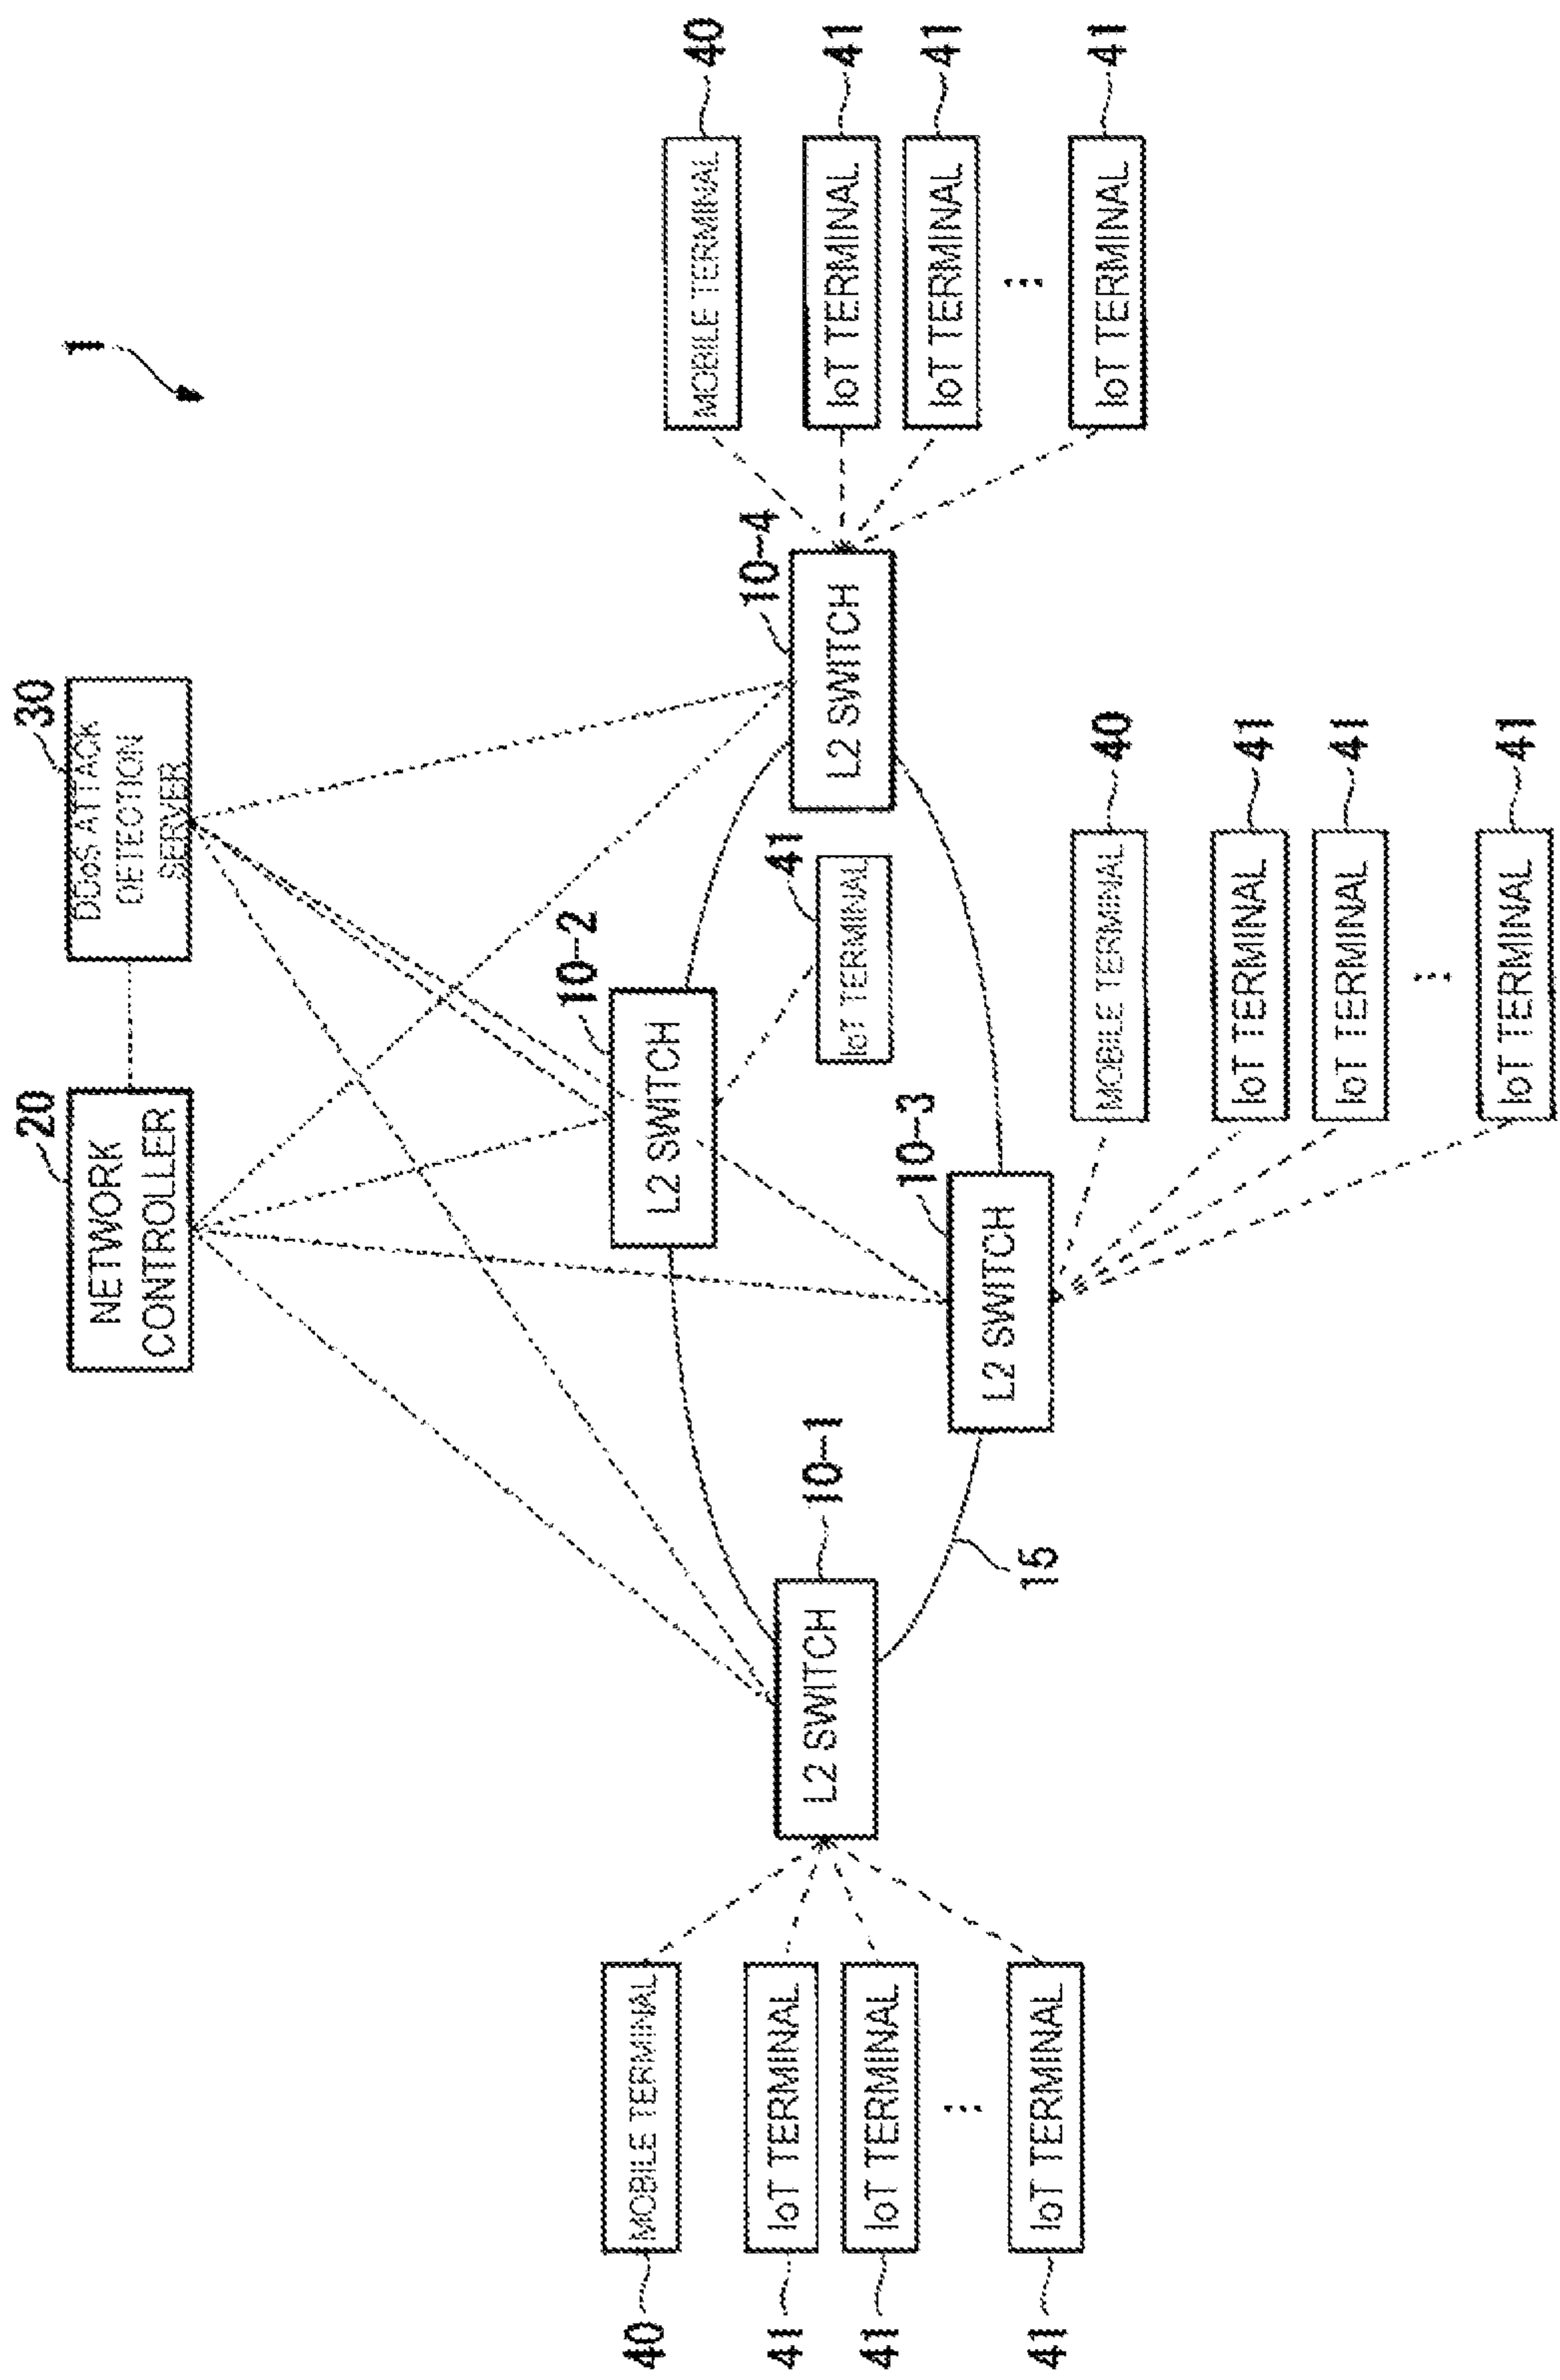 1
20
NETWORK
CONTROLLER
30
DDoS ATTACK
DETECTION
SERVER
10-2
L2 SWITCH
10-4
L2 SWITCH
41
IoT TERMINAL
10-1
L2 SWITCH
10-3
L2 SWITCH
15
40
MOBILE TERMINAL
41
IoT TERMINAL
41
IoT TERMINAL
⋮
41
IoT TERMINAL
MOBILE TERMINAL
40
IoT TERMINAL
41
IoT TERMINAL
41
⋮
IoT TERMINAL
41
MOBILE TERMINAL
40
IoT TERMINAL
41
IoT TERMINAL
41
⋮
IoT TERMINAL
41